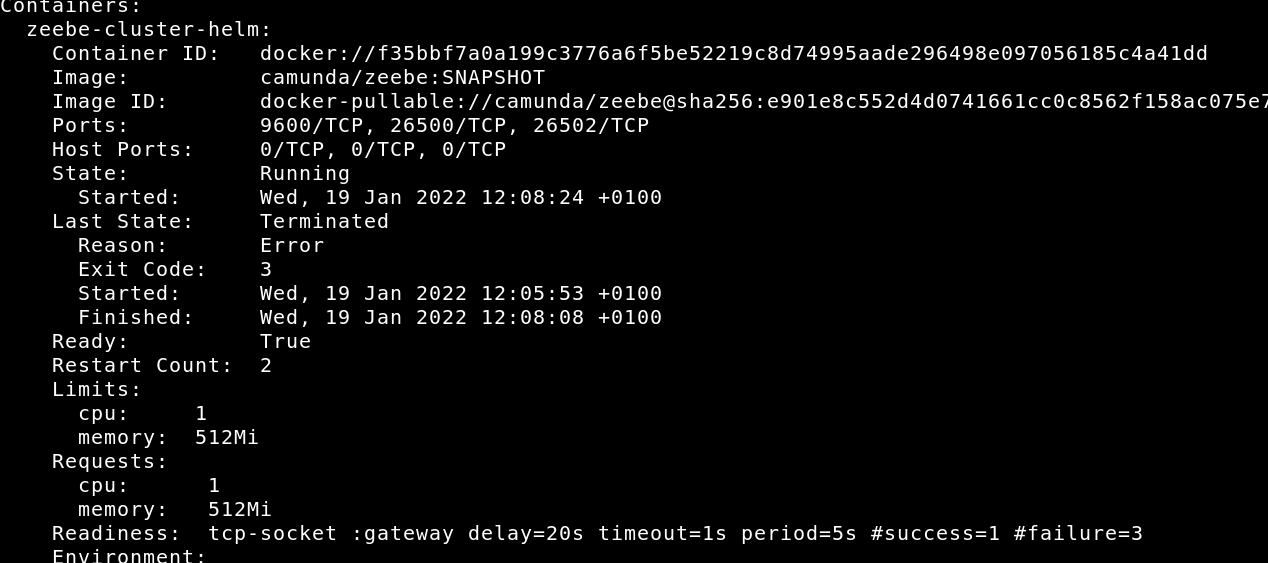 Containers:
  zeebe-cluster-helm:
    Container ID:   docker://f35bbf7a0a199c3776a6f5be52219c8d74995aade296498e097056185c4a41dd
    Image:          camunda/zeebe:SNAPSHOT
    Image ID:       docker-pullable://camunda/zeebe@sha256:e901e8c552d4d0741661cc0c8562f158ac075e7
    Ports:          9600/TCP, 26500/TCP, 26502/TCP
    Host Ports:     0/TCP, 0/TCP, 0/TCP
    State:          Running
      Started:      Wed, 19 Jan 2022 12:08:24 +0100
    Last State:     Terminated
      Reason:       Error
      Exit Code:    3
      Started:      Wed, 19 Jan 2022 12:05:53 +0100
      Finished:     Wed, 19 Jan 2022 12:08:08 +0100
    Ready:          True
    Restart Count:  2
    Limits:
      cpu:     1
      memory:  512Mi
    Requests:
      cpu:      1
      memory:   512Mi
    Readiness:  tcp-socket :gateway delay=20s timeout=1s period=5s #success=1 #failure=3
    Environment: